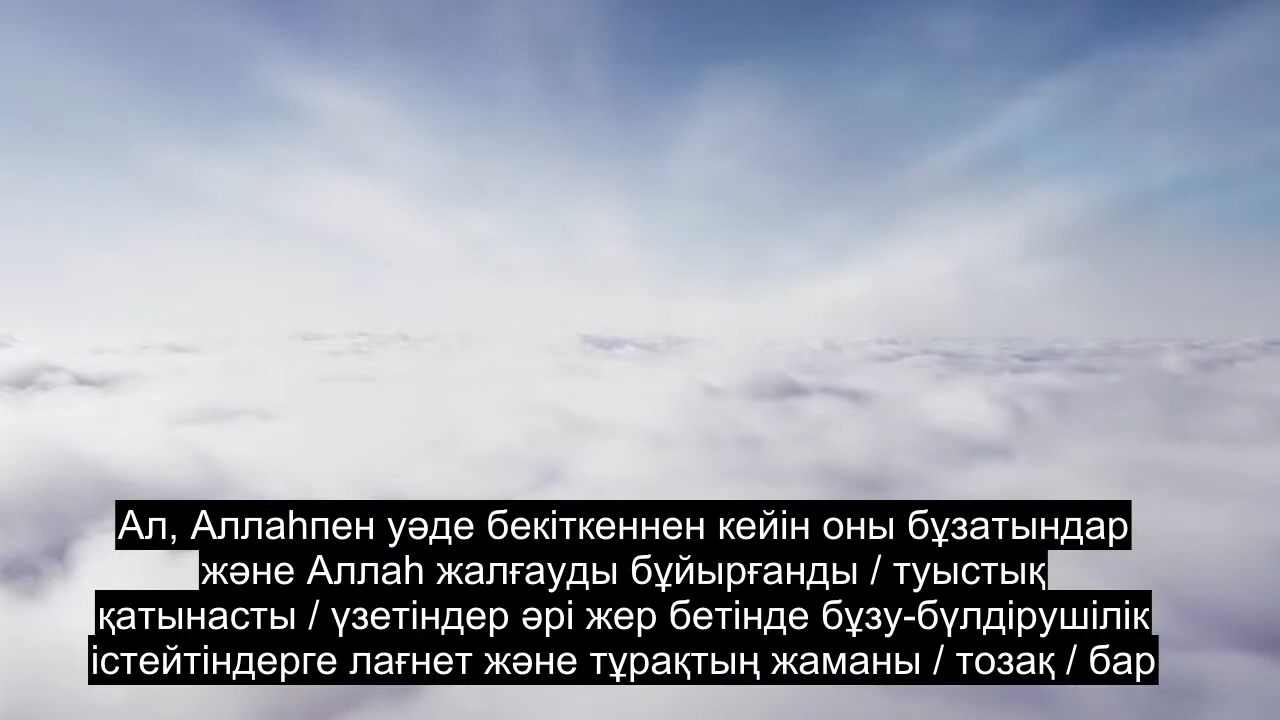 Ал, Аллаһпен уәде бекіткеннен кейін оны бұзатындар
және Аллаһ жалғауды бұйырғанды / туыстық
қатынасты / үзетіндер әрі жер бетінде бұзу-бүлдірушілік
істейтіндерге лағнет және тұрақтың жаманы / тозақ / бар